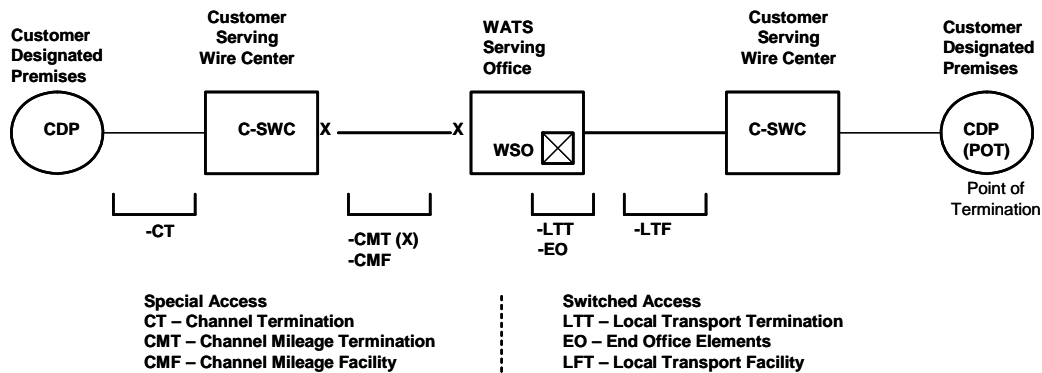 Customer
Designated
Premises
Customer
Serving
Wire Center
WATS
Serving
Office
Customer
Serving
Wire Center
Customer
Designated
Premises
CDP
C-SWC
X
X
WSO
C-SWC
CDP
(POT)
Point of
Termination
-CT
-CMT (X)
-CMF
-LTT
-EO
-LTF
Special Access
CT – Channel Termination
CMT – Channel Mileage Termination
CMF – Channel Mileage Facility
Switched Access
LTT – Local Transport Termination
EO – End Office Elements
LFT – Local Transport Facility